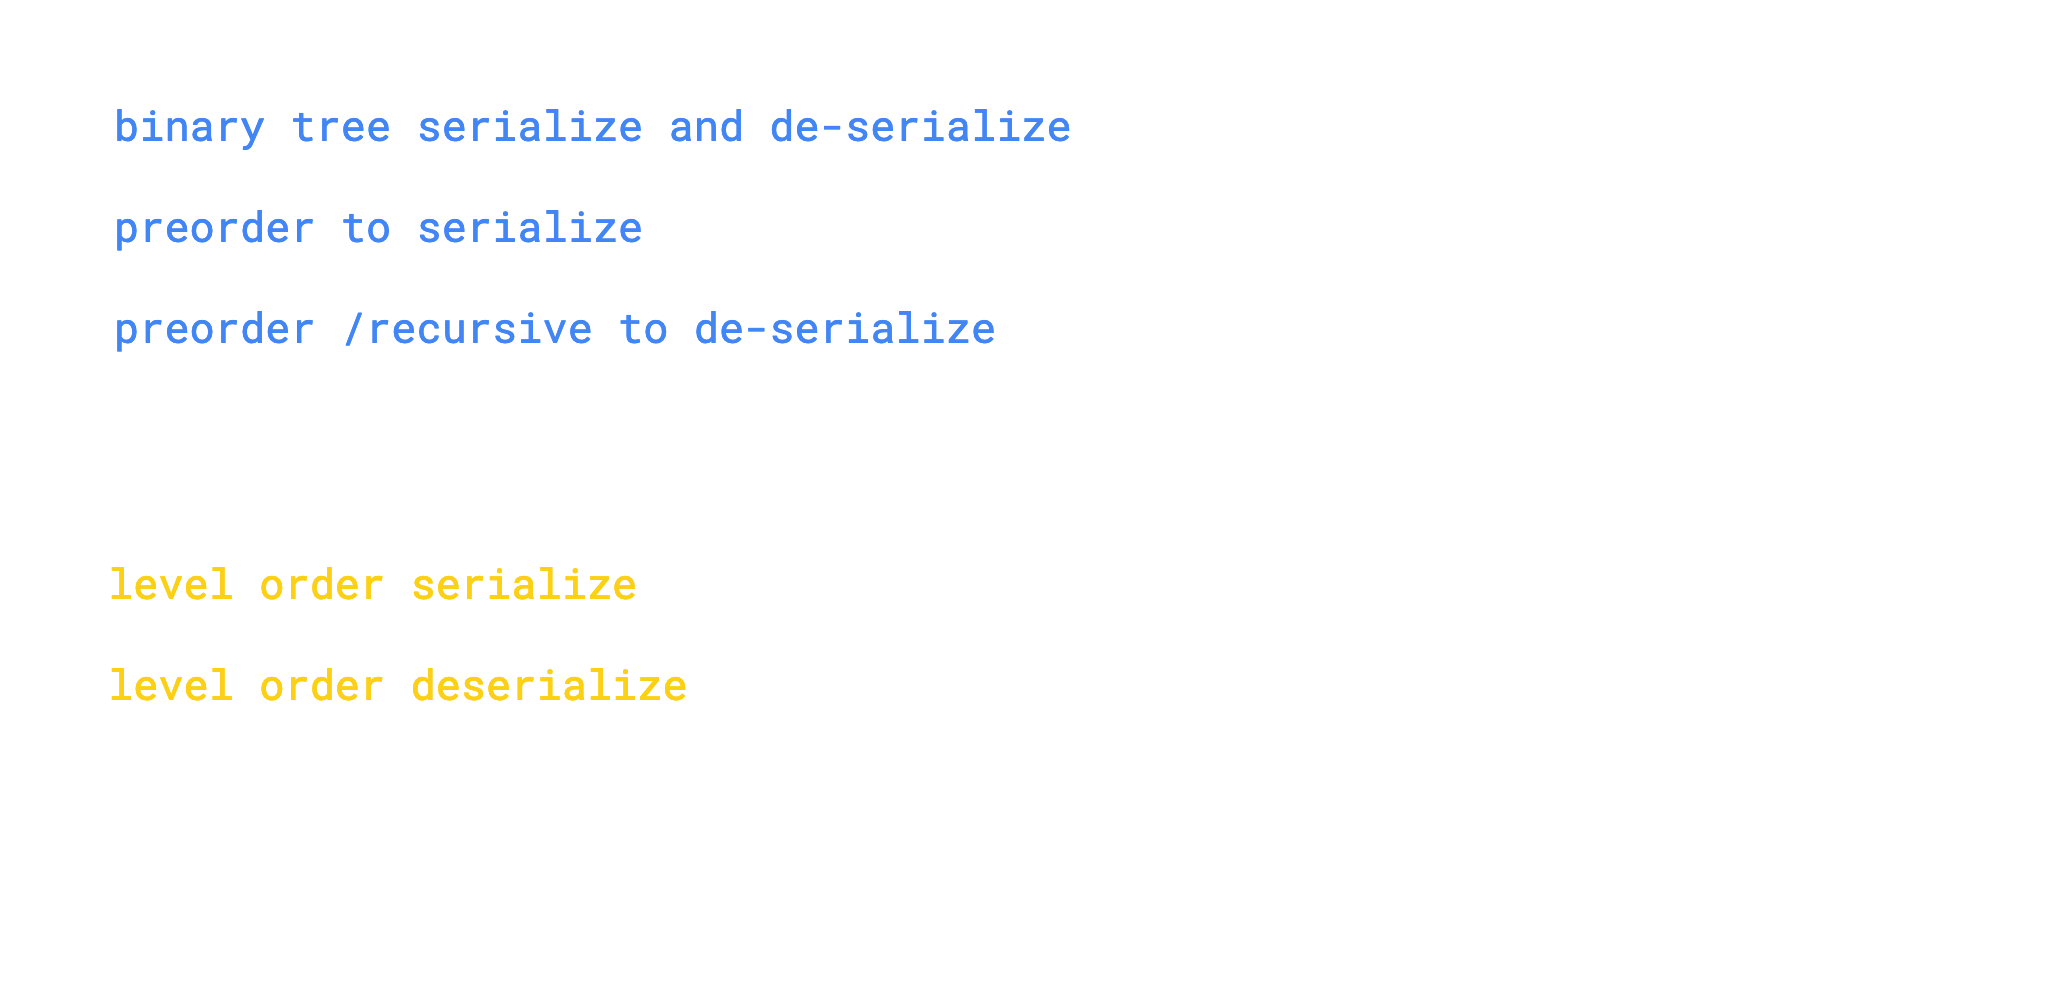 binary tree serialize and de-serialize
preorder to serialize
preorder /recursive to de-serialize
level order serialize
level order deserialize